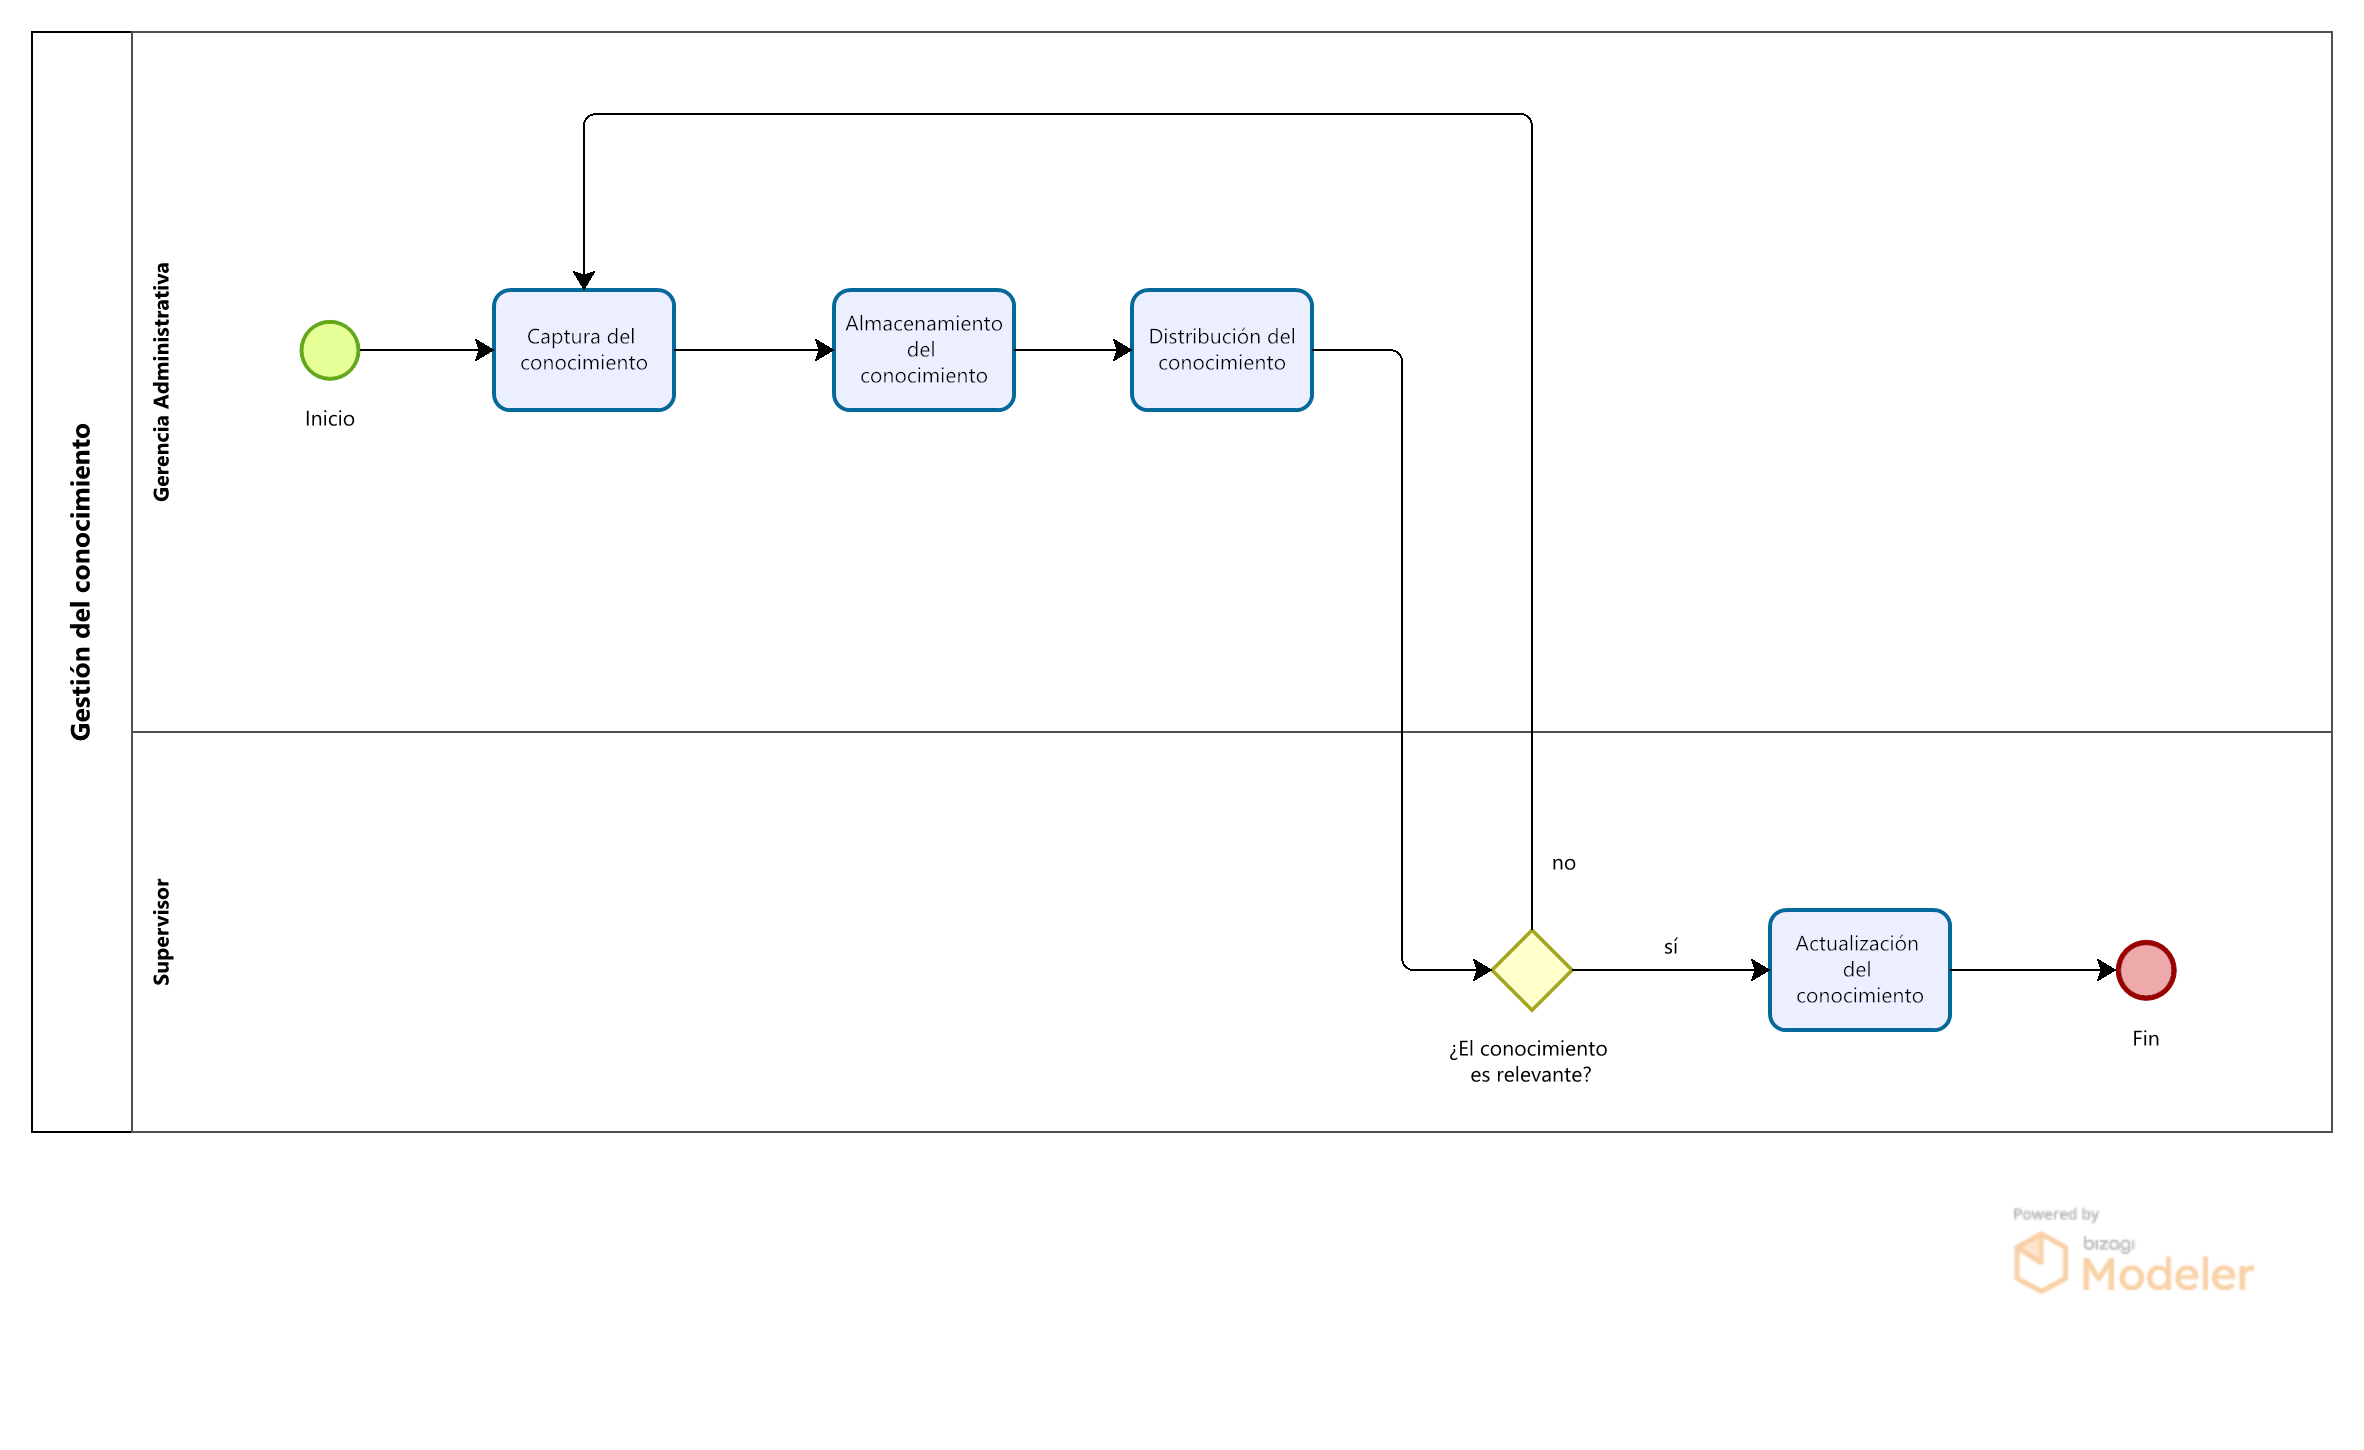 Gestión del conocimiento
Gerencia Administrativa
Inicio
Captura del
conocimiento
Almacenamiento
del
conocimiento
Distribución del
conocimiento
Supervisor
no
sí
¿El conocimiento
es relevante?
Actualización
del
conocimiento
Fin
Powered by
bizagi
Modeler